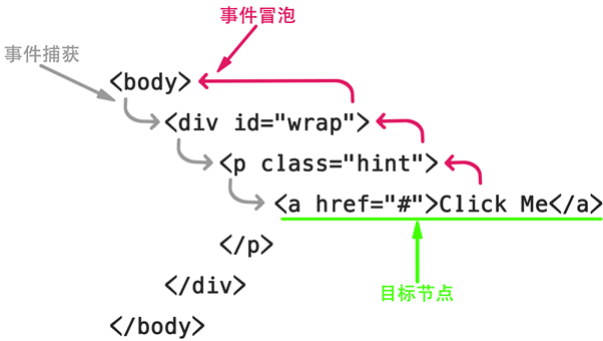 事件冒泡
事件捕获
<body>
<div id="wrap">
<p class="hint">
<a href="#">Click Me</a>
</p>
目标节点
</div>
</body>